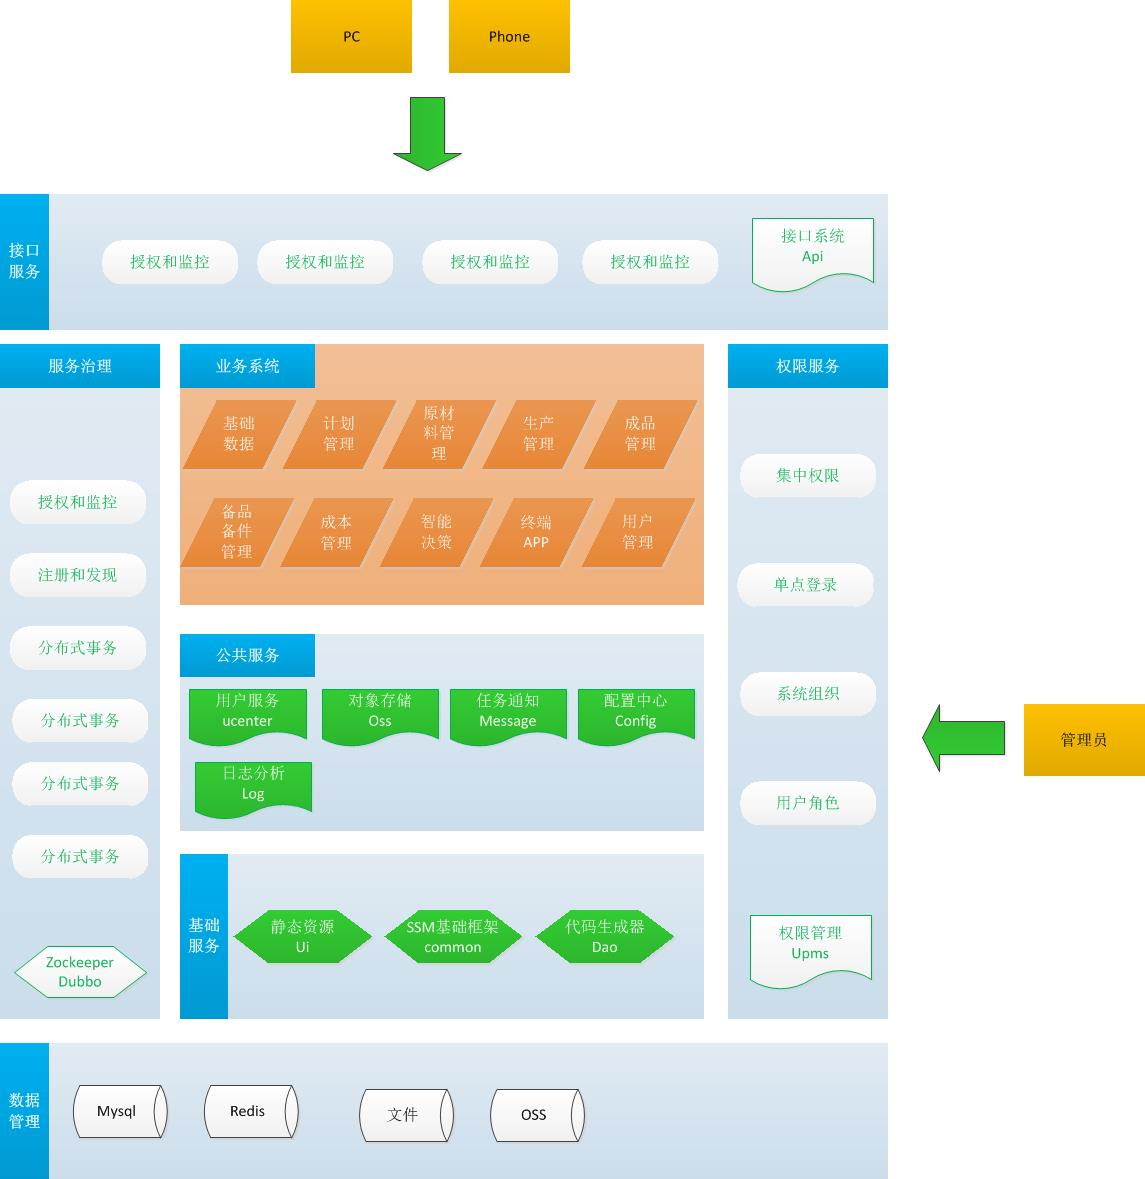 PC
Phone
接口
服务
授权和监控
授权和监控
授权和监控
授权和监控
接口系统
Api
服务治理
授权和监控
注册和发现
分布式事务
分布式事务
分布式事务
分布式事务
Zockeeper
Dubbo
业务系统
基础
数据
计划
管理
原材
料管
理
生产
管理
成品
管理
备品
备件
管理
成本
管理
智能
决策
终端
APP
用户
管理
公共服务
用户服务
ucenter
对象存储
Oss
任务通知
Message
配置中心
Config
日志分析
Log
基础
服务
静态资源
Ui
SSM基础框架
common
代码生成器
Dao
权限服务
集中权限
单点登录
系统组织
用户角色
权限管理
Upms
管理员
数据
管理
Mysql
Redis
文件
OSS